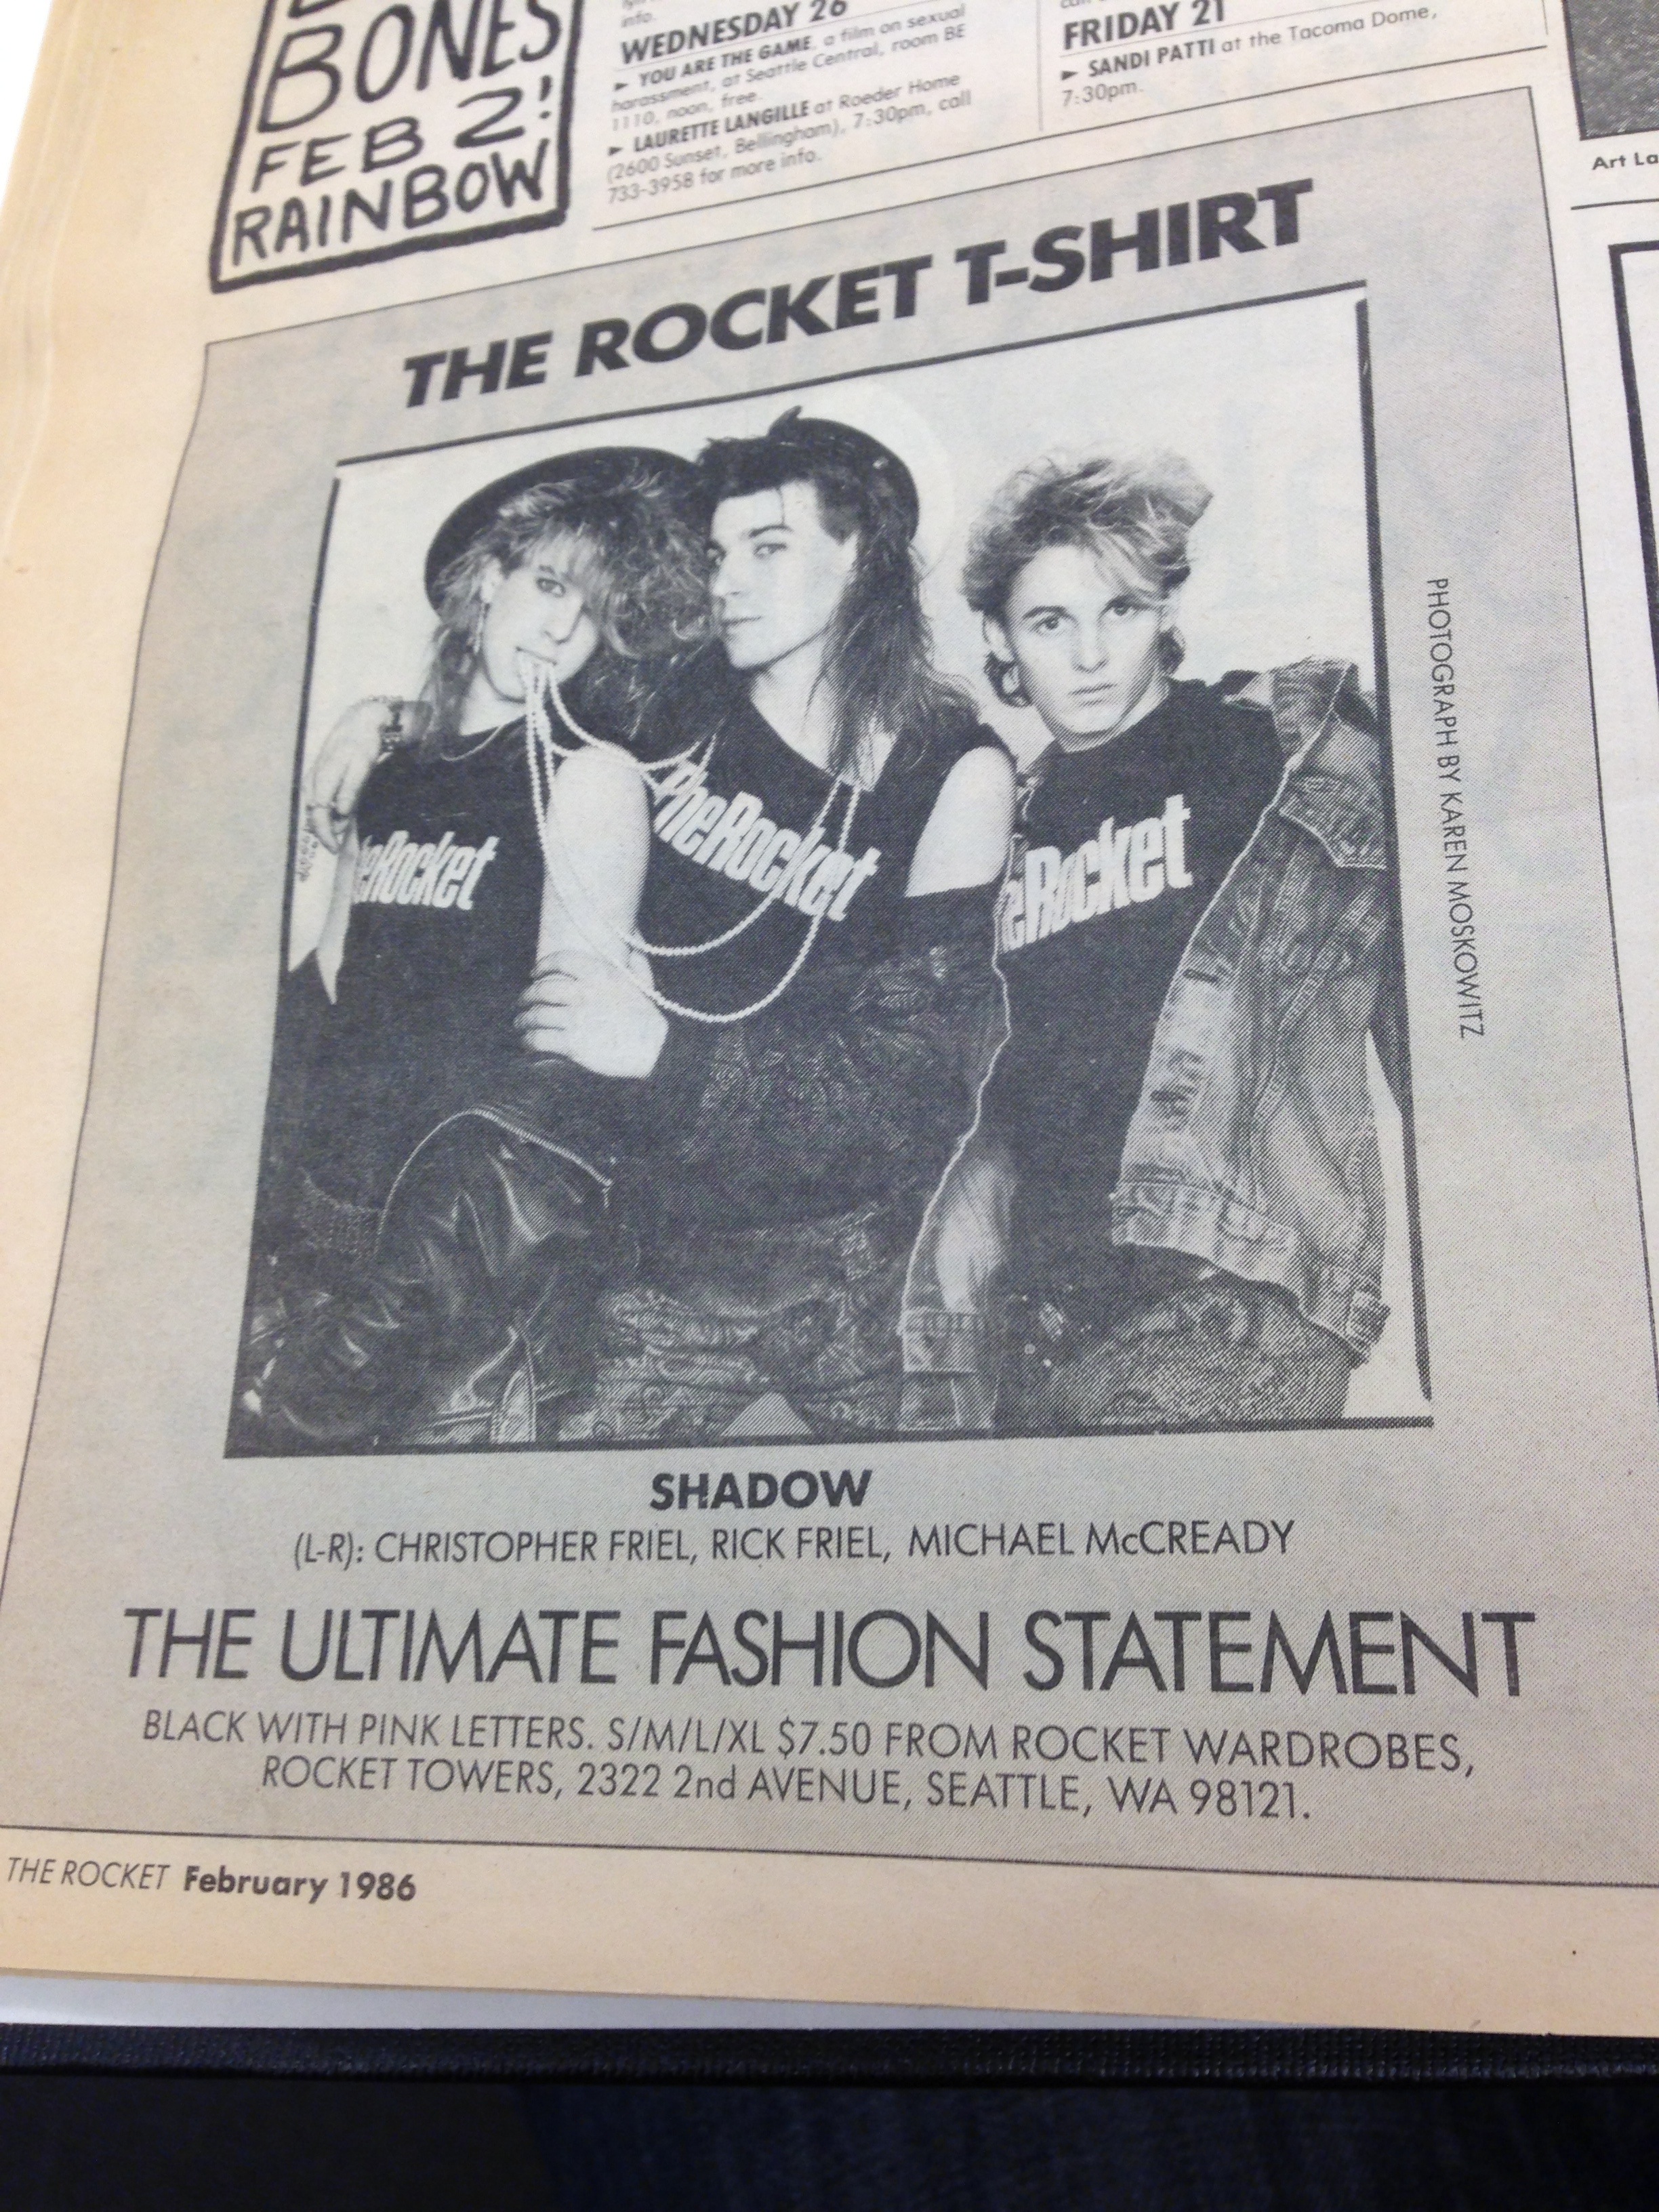 BONES
FEB 2!
RAINBOW
info.
WEDNESDAY 26
► YOU ARE THE GAME, a film on sexual
harassment, at Seattle Central, room BE
1110, noon, free.
► LAURETTE LANGILLE at Roeder Home
(2600 Sunset, Bellingham), 7:30pm, call
733-3958 for more info.
FRIDAY 21
► SANDI PATTI at the Tacoma Dome,
7:30pm.
Art La
THE ROCKET T-SHIRT
heRocket
TheRocket
heRocket
PHOTOGRAPH BY KAREN MOSKOWITZ
SHADOW
(L-R): CHRISTOPHER FRIEL, RICK FRIEL, MICHAEL McCREADY
THE ULTIMATE FASHION STATEMENT
BLACK WITH PINK LETTERS. S/M/L/XL $7.50 FROM ROCKET WARDROBES,
ROCKET TOWERS, 2322 2nd AVENUE, SEATTLE, WA 98121.
THE ROCKET February 1986